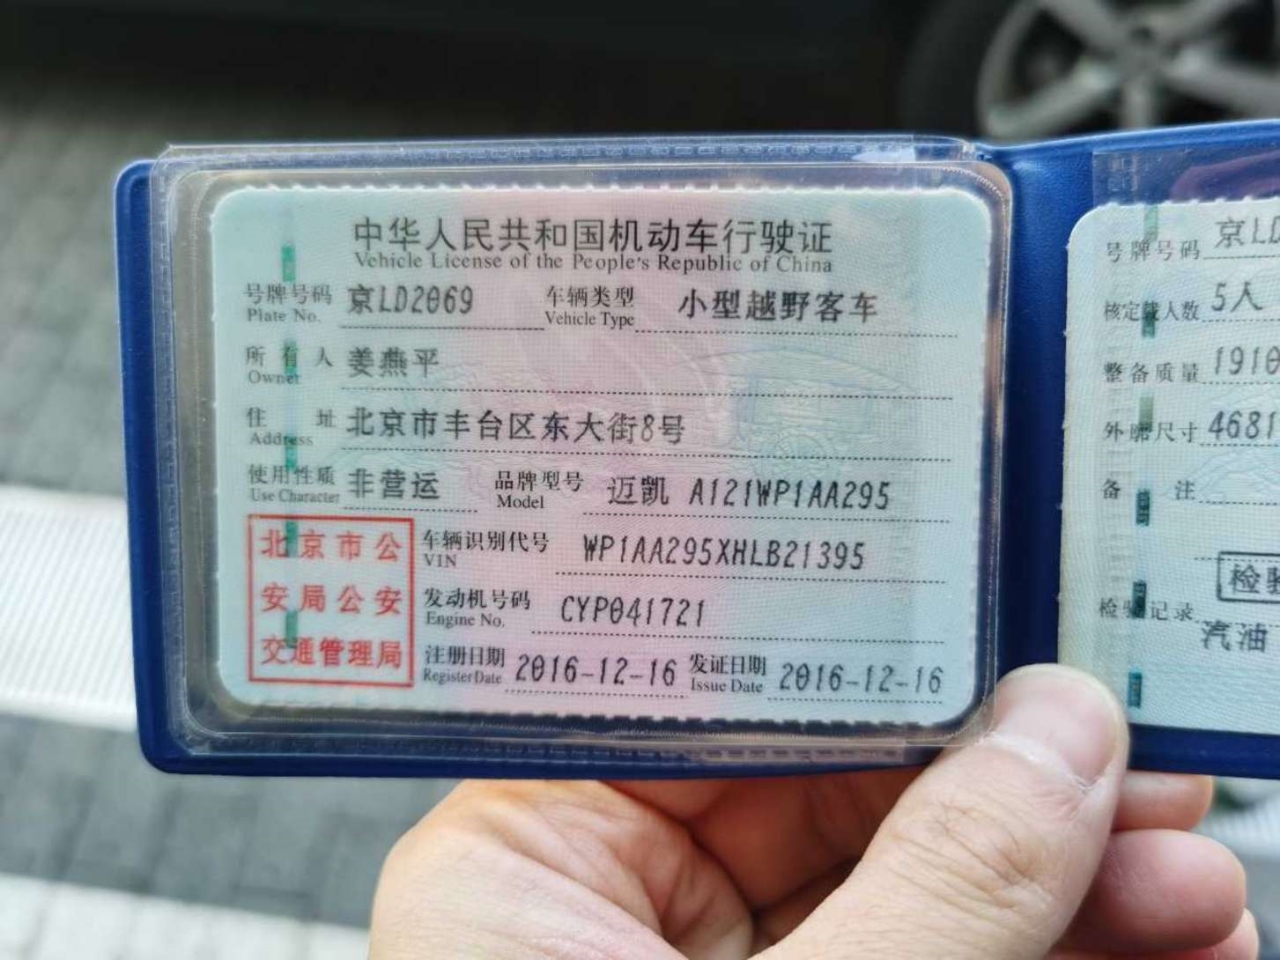 中华人民共和国机动车行驶证
Vehicle License of the People's Republic of China
号牌号码 京LD2069 车辆类型 小型越野客车
Plate No. Vehicle Type
所有人 姜燕平
Owner
住址 北京市丰台区东大街8号
Address
使用性质 非营运 品牌型号 迈凯 A121WP1AA295
Use Character Model
北京市公
安局公安
交通管理局
车辆识别代号 WP1AA295XHLB21395
VIN
发动机号码 CYP041721
Engine No.
注册日期 2016-12-16 发证日期 2016-12-16
Register Date Issue Date
号牌号码 京LD
核定载人数 5人
整备质量 1910
外廓尺寸 4681
备注
检验记录 检验
汽油